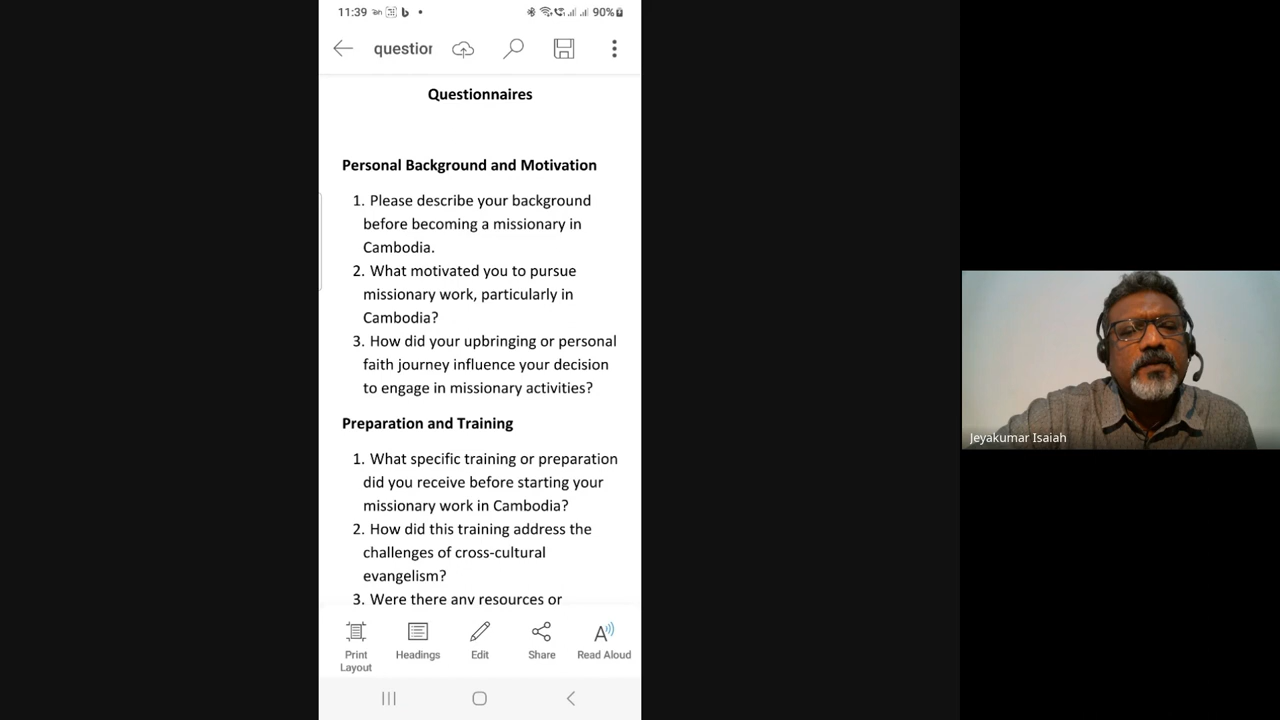 11:39
90%
question
Questionnaires
Personal Background and Motivation
1. Please describe your background
before becoming a missionary in
Cambodia.
2. What motivated you to pursue
missionary work, particularly in
Cambodia?
3. How did your upbringing or personal
faith journey influence your decision
to engage in missionary activities?
Preparation and Training
1. What specific training or preparation
did you receive before starting your
missionary work in Cambodia?
2. How did this training address the
challenges of cross-cultural
evangelism?
3. Were there any resources or
Print Layout
Headings
Edit
Share
Read Aloud
Jeyakumar Isaiah